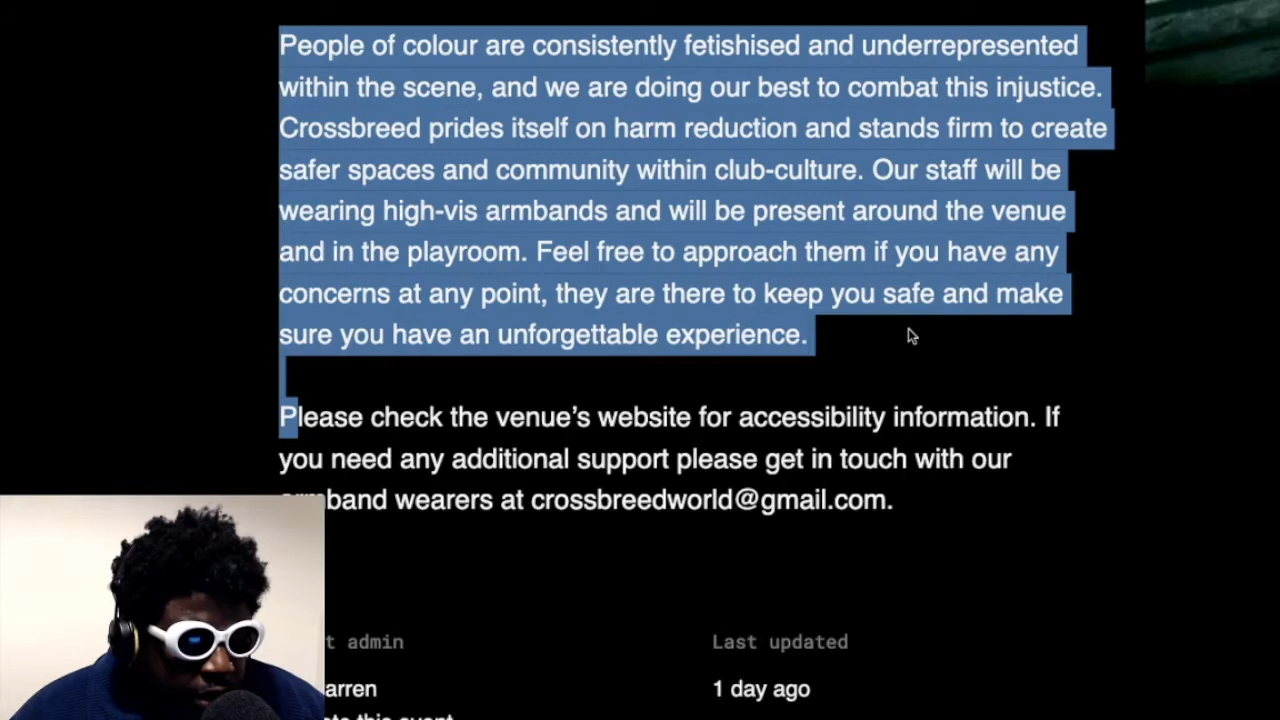 People of colour are consistently fetishised and underrepresented
within the scene, and we are doing our best to combat this injustice.
Crossbreed prides itself on harm reduction and stands firm to create
safer spaces and community within club-culture. Our staff will be
wearing high-vis armbands and will be present around the venue
and in the playroom. Feel free to approach them if you have any
concerns at any point, they are there to keep you safe and make
sure you have an unforgettable experience.
Please check the venue’s website for accessibility information. If
you need any additional support please get in touch with our
armband wearers at crossbreedworld@gmail.com.
admin
Last updated
1 day ago
this event